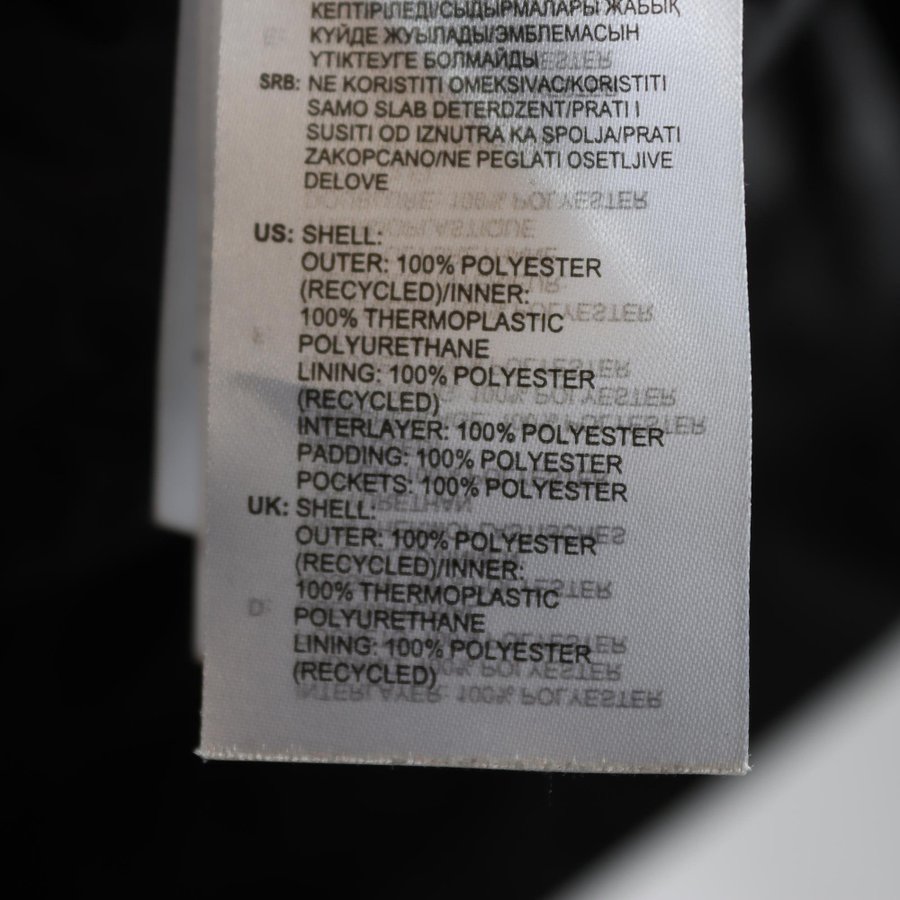 КЕПТІРІЛЕДІ/СЫДЫРМАЛАРЫ ЖАБЫҚ
КҮЙДЕ ЖУЫЛАДЫ/ЭМБЛЕМАСЫН
ҮТІКТЕУГЕ БОЛМАЙДЫ
SRB: NE KORISTITI OMEKSIVAC/KORISTITI
SAMO SLAB DETERDZENT/PRATI I
SUSITI OD IZNUTRA KA SPOLJA/PRATI
ZAKOPCANO/NE PEGLATI OSETLJIVE
DELOVE
US: SHELL:
OUTER: 100% POLYESTER
(RECYCLED)/INNER:
100% THERMOPLASTIC
POLYURETHANE
LINING: 100% POLYESTER
(RECYCLED)
INTERLAYER: 100% POLYESTER
PADDING: 100% POLYESTER
POCKETS: 100% POLYESTER
UK: SHELL:
OUTER: 100% POLYESTER
(RECYCLED)/INNER:
100% THERMOPLASTIC
POLYURETHANE
LINING: 100% POLYESTER
(RECYCLED)